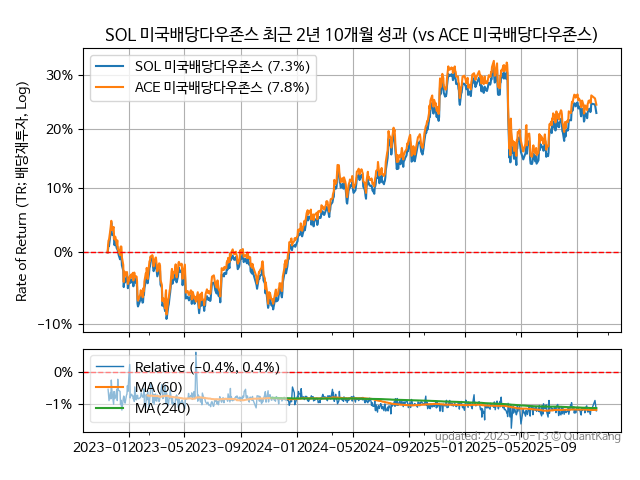 SOL 미국배당다우존스 최근 2년 10개월 성과 (vs ACE 미국배당다우존스)
SOL 미국배당다우존스 (7.3%)
ACE 미국배당다우존스 (7.8%)
Rate of Return (TR: 배당재투자, Log)
30%
20%
10%
0%
−10%
Relative (−0.4%, 0.4%)
MA(60)
MA(240)
0%
−1%
2023−01 2023−05 2023−09 2024−01 2024−05 2024−09 2025−01 2025−05 2025−09
updated: 2025-10-13 © QuantKang